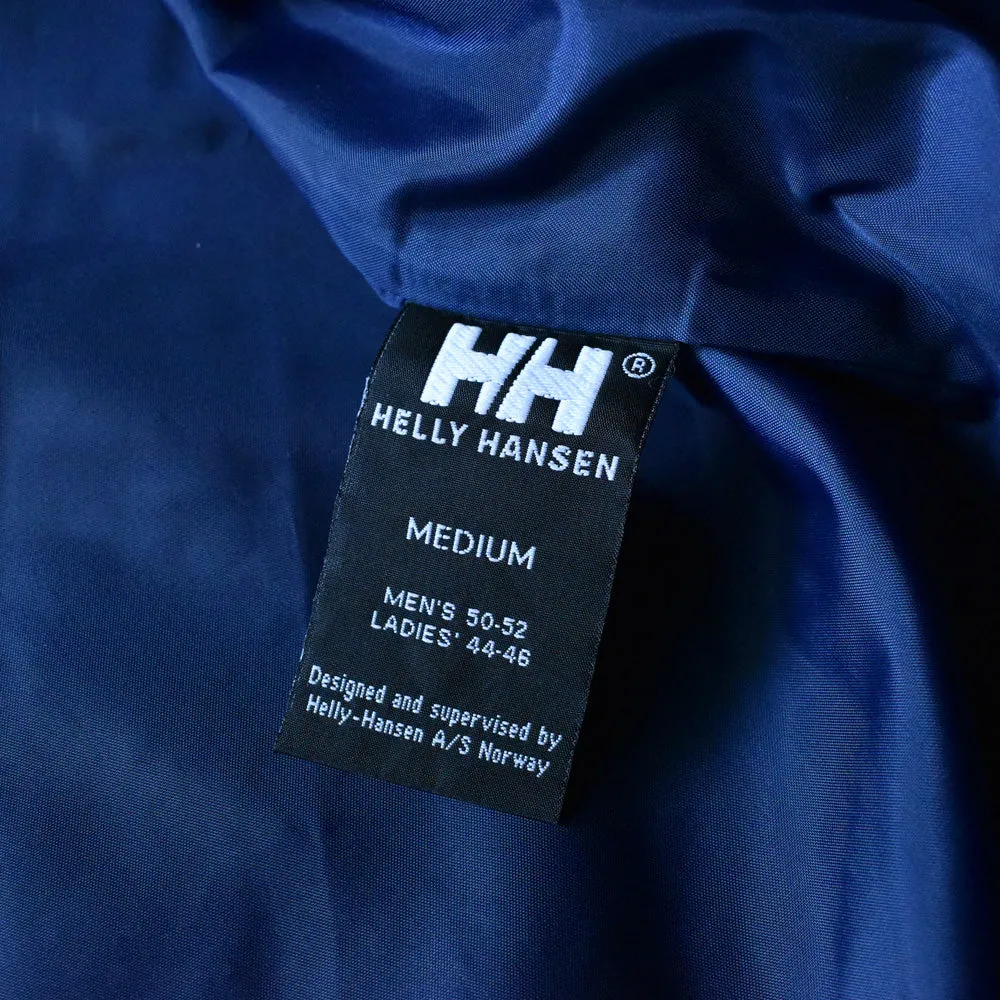 HH®
HELLY HANSEN
MEDIUM
MEN'S 50-52
LADIES' 44-46
Designed and supervised by
Helly-Hansen A/S Norway